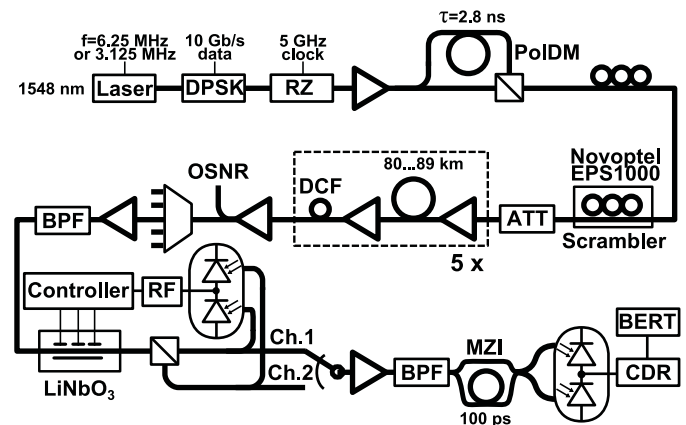 τ=2.8 ns
PolDM
f=6.25 MHz
or 3.125 MHz
10 Gb/s
data
5 GHz
clock
1548 nm
Laser
DPSK
RZ
Novoptel
EPS1000
Scrambler
ATT
80...89 km
DCF
5 x
OSNR
BPF
Controller
RF
LiNbO3
Ch.1
Ch.2
BPF
MZI
100 ps
BERT
CDR